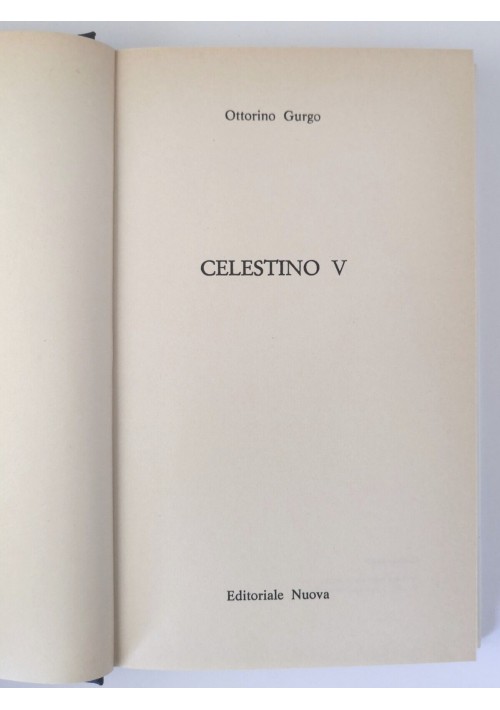 Ottorino Gurgo
CELESTINO V
Editoriale Nuova